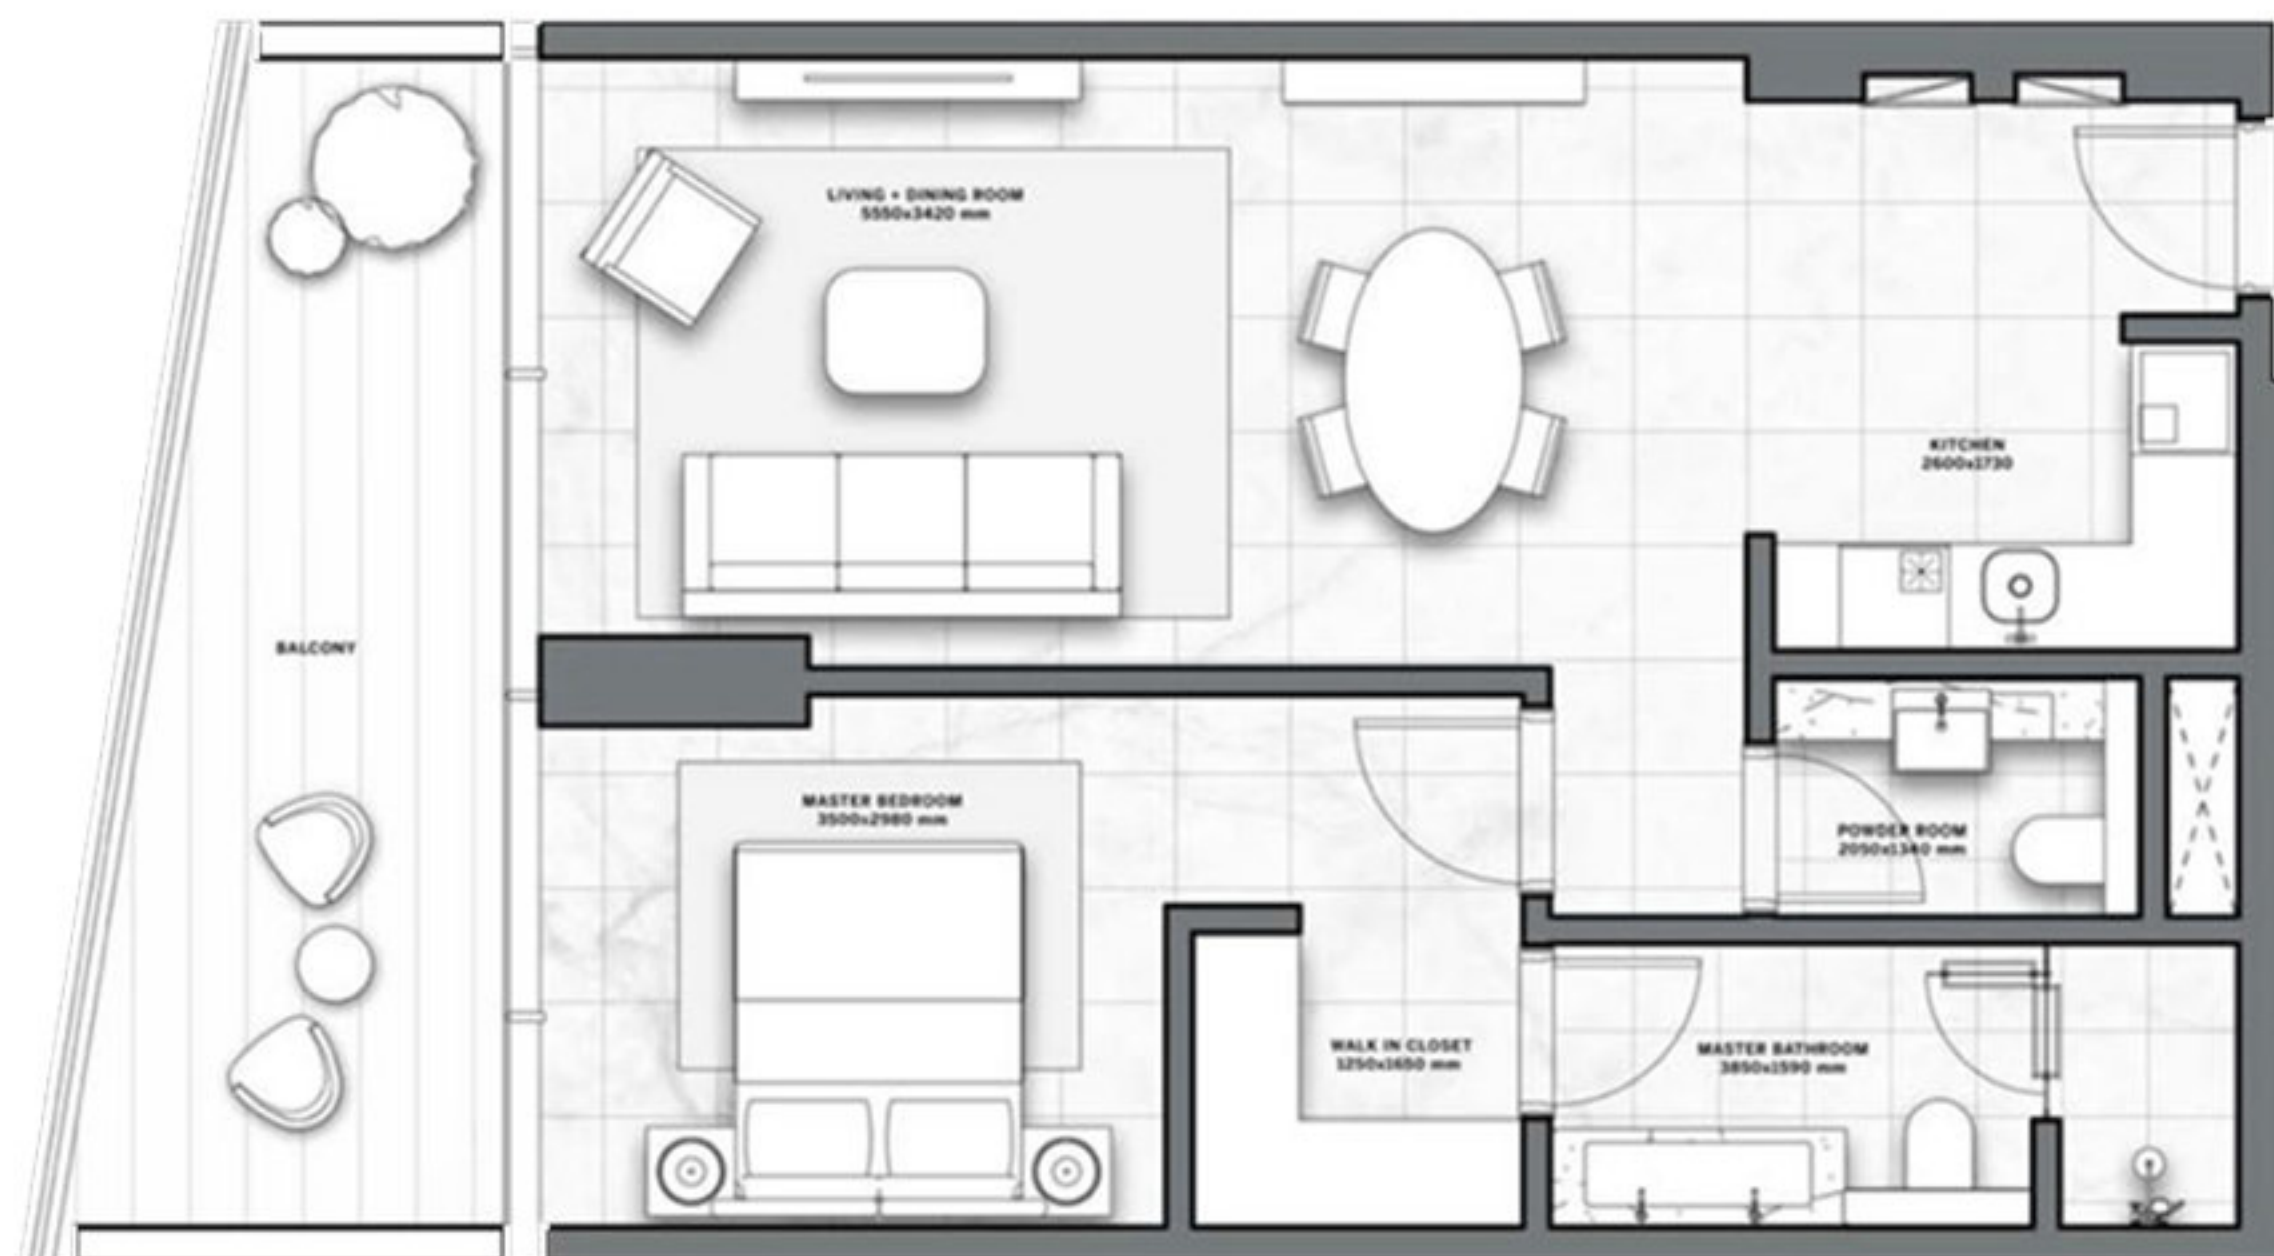 LIVING + DINING ROOM
5550x3420 mm
KITCHEN
2600x1730
BALCONY
MASTER BEDROOM
3500x2980 mm
POWDER ROOM
2050x1340 mm
WALK IN CLOSET
1250x1650 mm
MASTER BATHROOM
3850x1590 mm